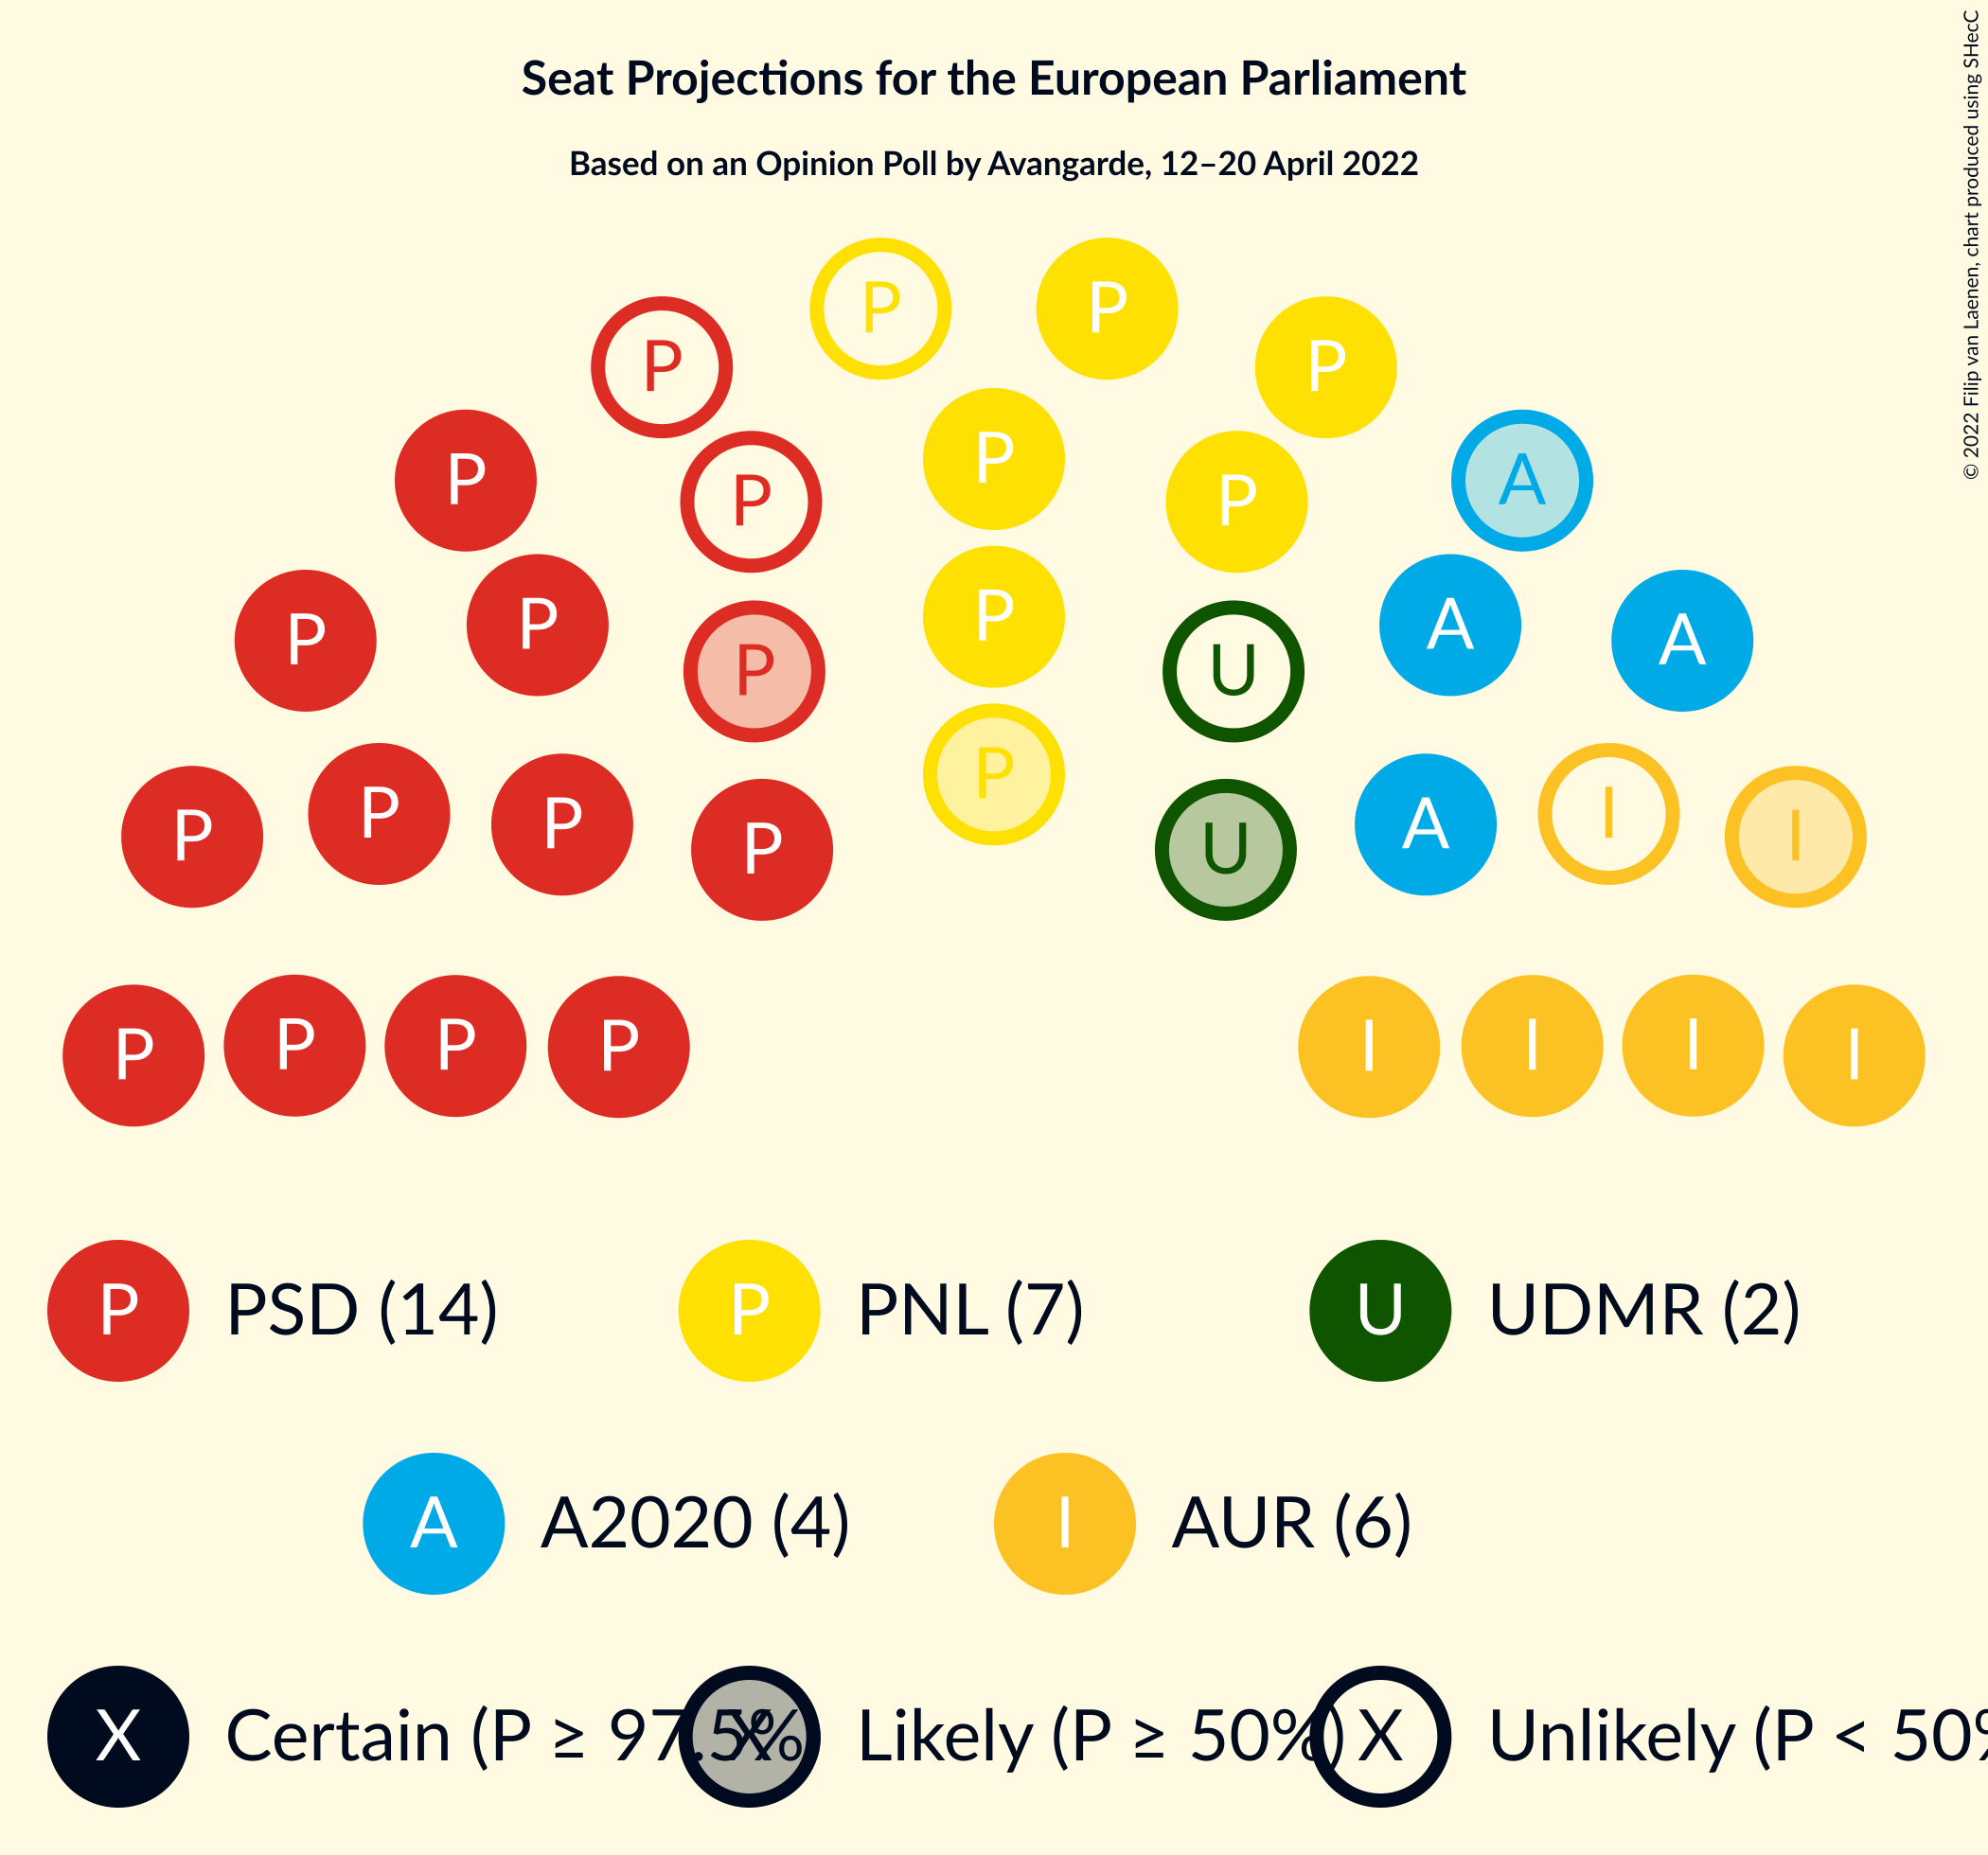 Seat Projections for the European Parliament
Based on an Opinion Poll by Avangarde, 12–20 April 2022
© 2022 Filip van Laenen, chart produced using SHecC
P P
P P
P A
P P P
P P A A
P P U
P I I
P P P A
P U
P P P P I I I I
P PSD (14) P PNL (7) U UDMR (2)
A A2020 (4) I AUR (6)
X Certain (P ≥ 97.5% X Likely (P ≥ 50%) X Unlikely (P < 50%